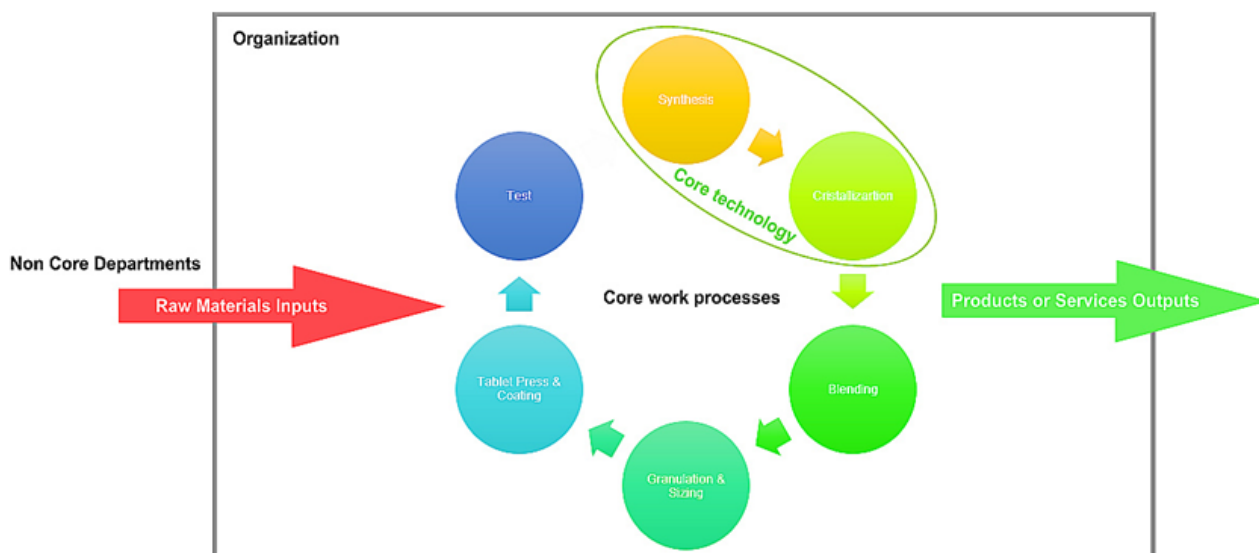 Organization
Synthesis
Test
Core technology
Cristallizartion
Non Core Departments
Raw Materials Inputs
Core work processes
Products or Services Outputs
Tablet Press &
Coating
Blending
Granulation &
Sizing